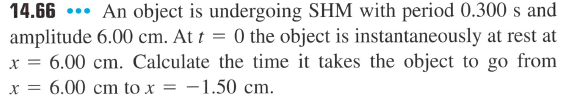 14.66 ••• An object is undergoing SHM with period 0.300 s and
amplitude 6.00 cm. At t = 0 the object is instantaneously at rest at
x = 6.00 cm. Calculate the time it takes the object to go from
x = 6.00 cm to x = −1.50 cm.